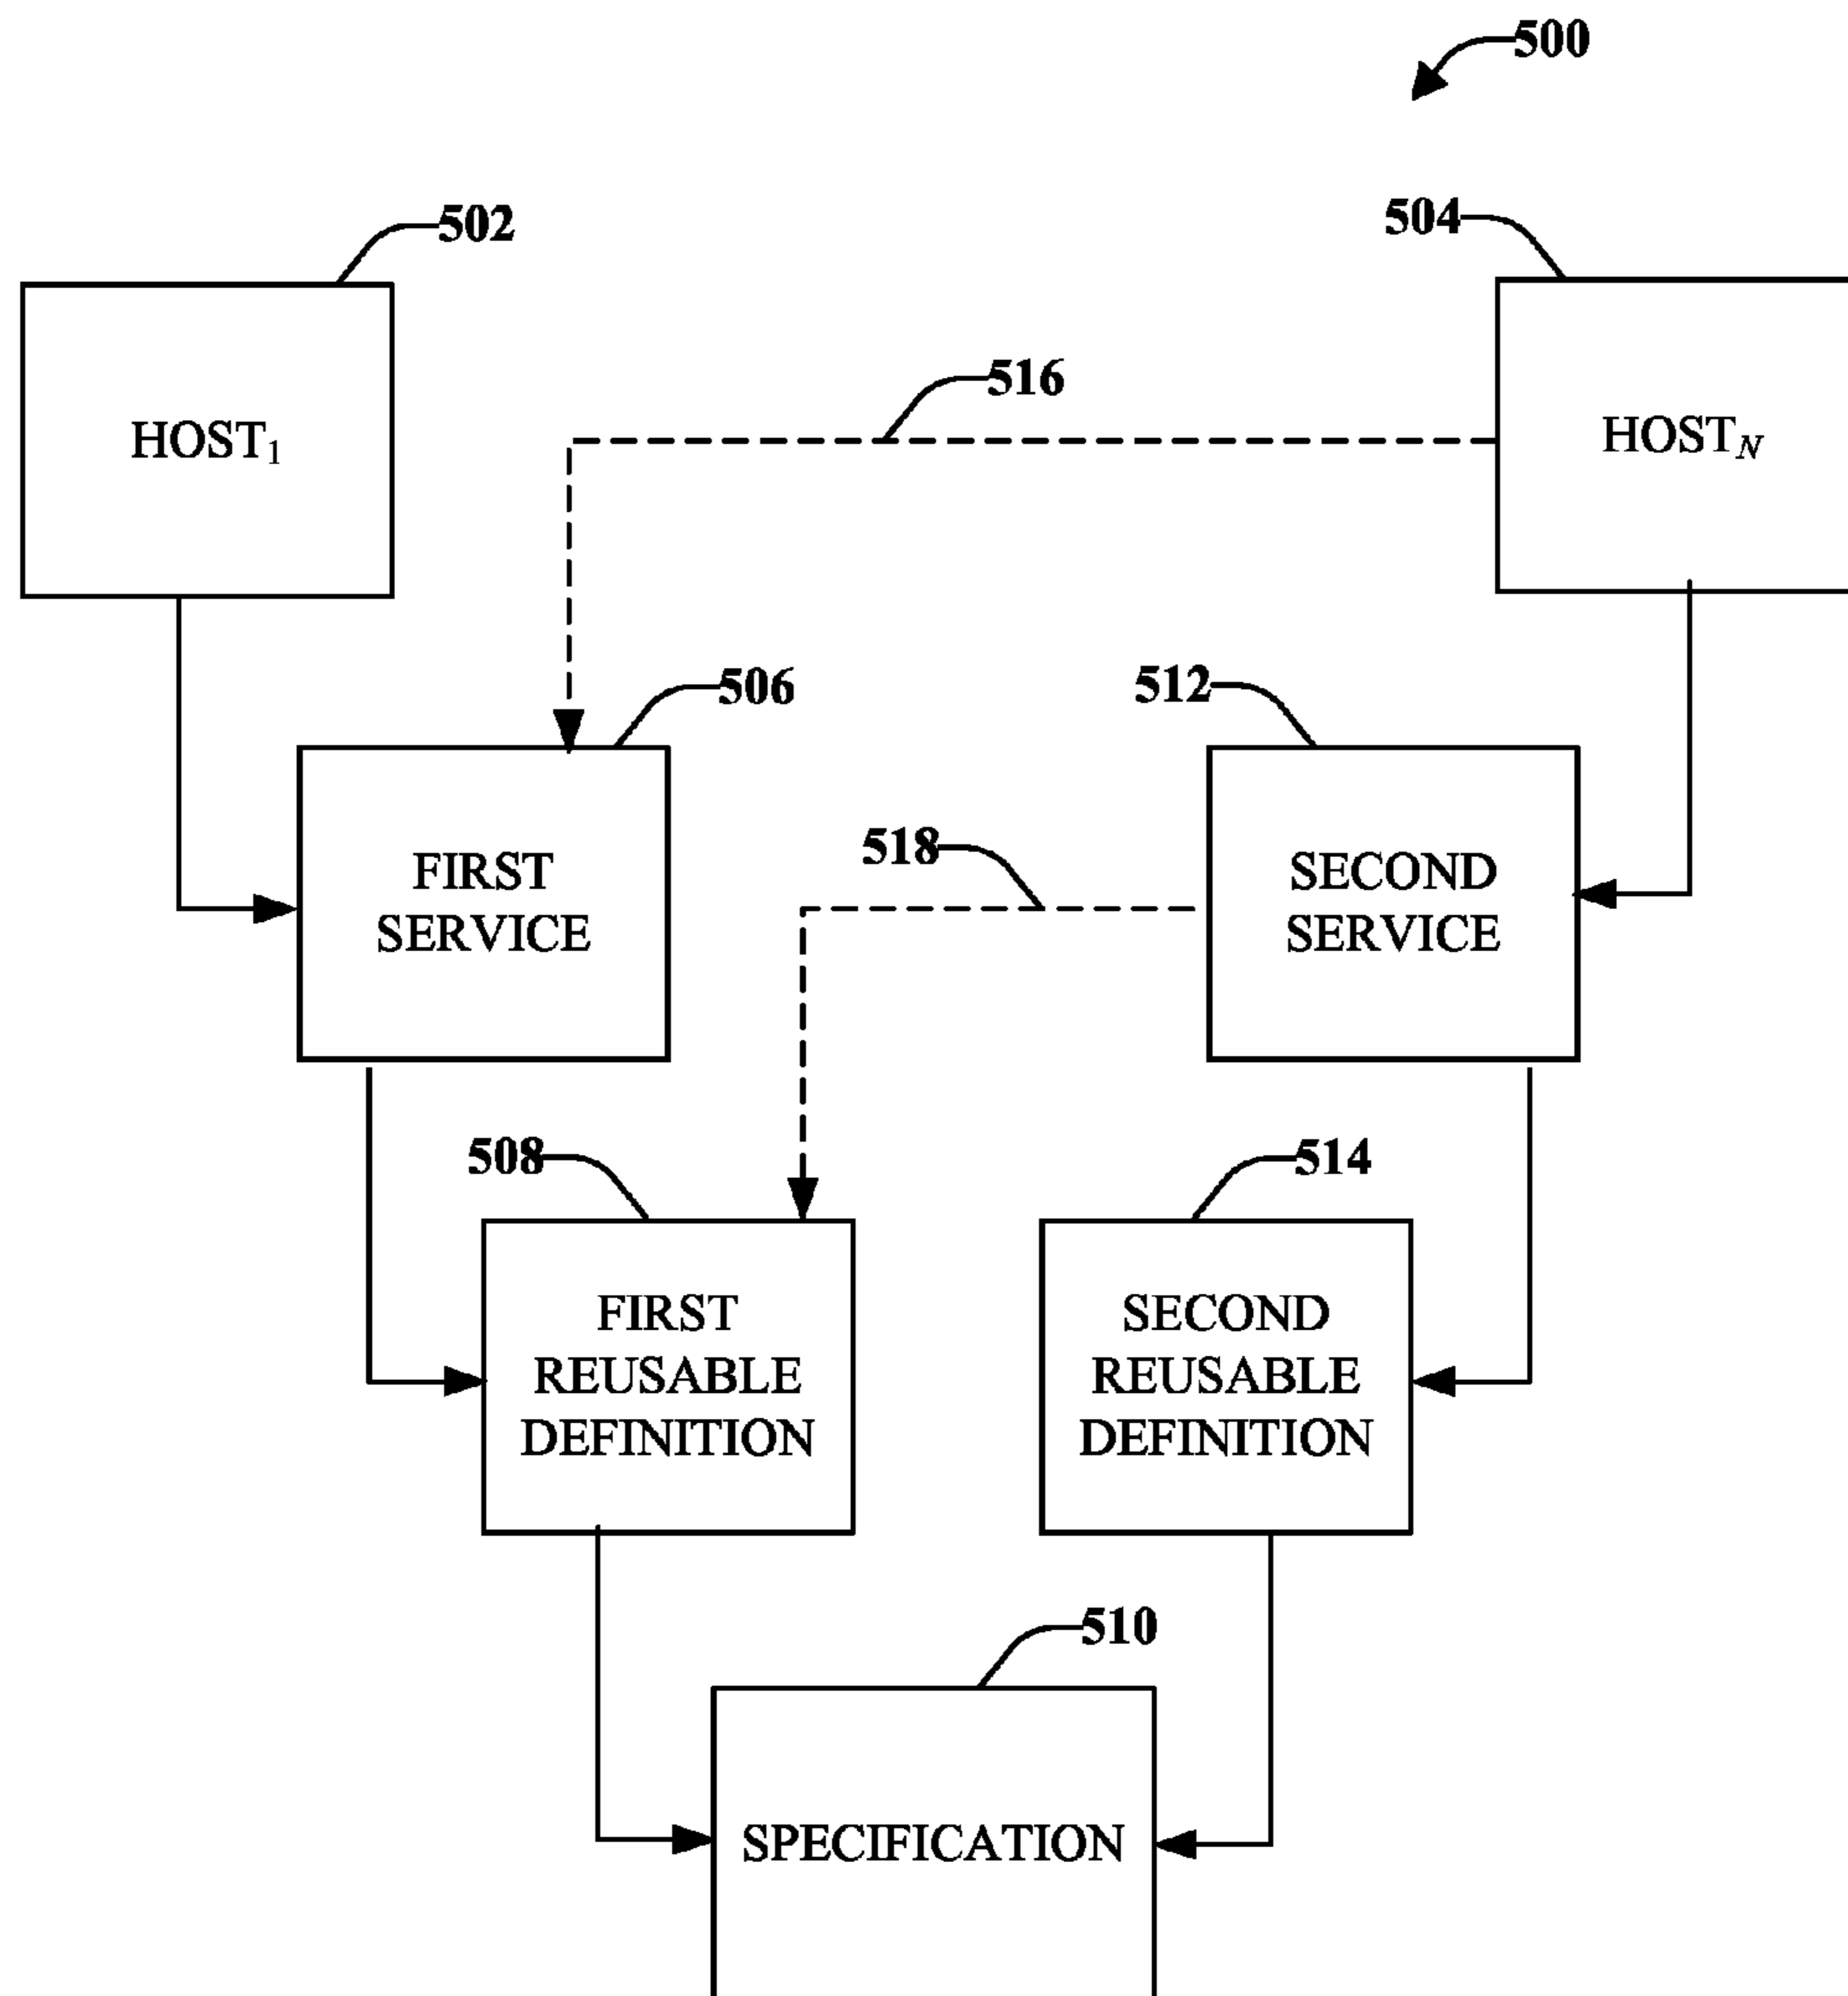 500
502
504
516
HOST1
HOSTN
506
512
518
FIRST
SERVICE
SECOND
SERVICE
508
514
FIRST
REUSABLE
DEFINITION
SECOND
REUSABLE
DEFINITION
510
SPECIFICATION